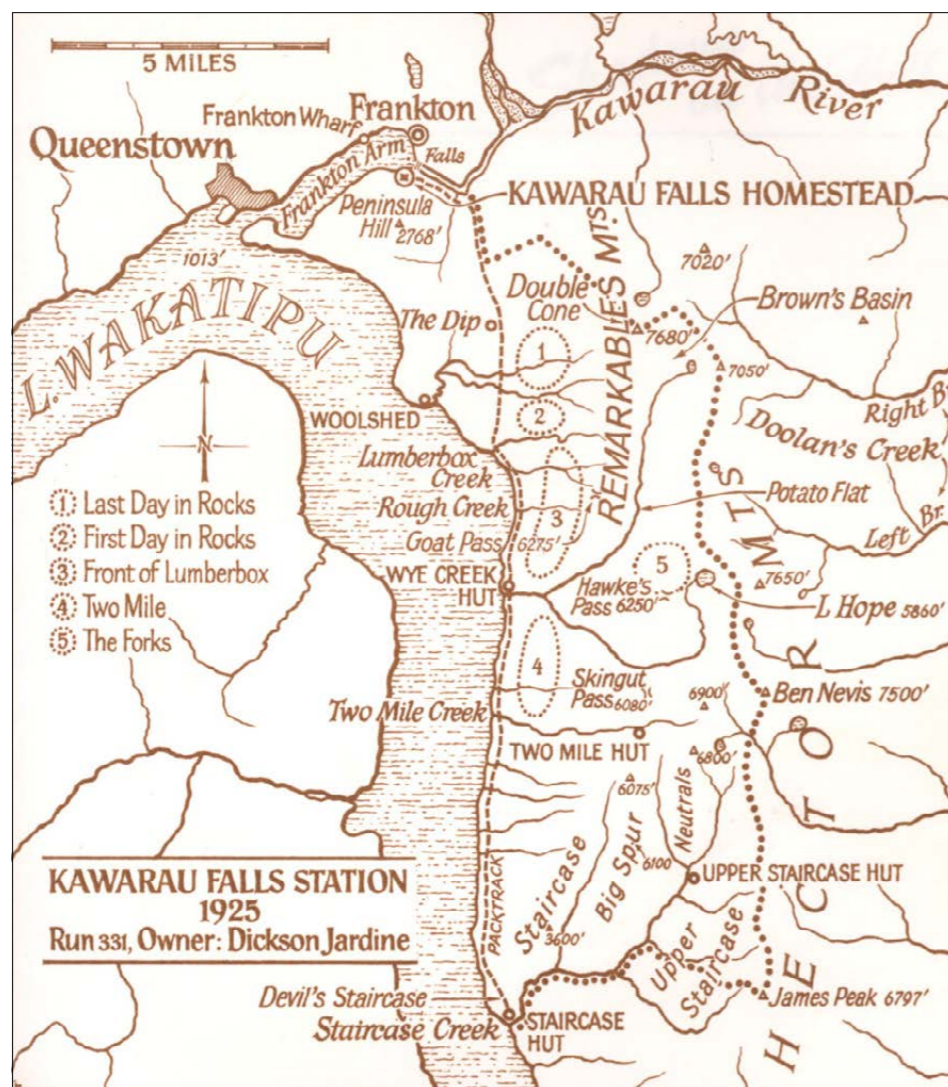 5 MILES
Kawarau River
Frankton
Frankton Wharf
Queenstown
Frankton Arm
Falls
KAWARAU FALLS HOMESTEAD
Peninsula
Hill 2768'
1013'
L. WAKATIPU
REMARKABLES MTS.
7020'
Double
Cone
Brown's Basin
The Dip
7680'
1
7050'
Right Br.
WOOLSHED
2
Doolan's Creek
N
Lumberbox
Creek
Potato Flat
Rough Creek
3
Left Br.
Goat Pass 6275'
1 Last Day in Rocks
2 First Day in Rocks
3 Front of Lumberbox
4 Two Mile
5 The Forks
WYE CREEK
HUT
5
7650'
Hawke's
Pass 6250'
L Hope 5860'
HECTOR MTS
4
Skingut
Pass 6080'
6900'
Ben Nevis 7500'
Two Mile Creek
TWO MILE HUT
6800'
6075'
Neutrals
Big Spur
6100
UPPER STAIRCASE HUT
KAWARAU FALLS STATION
1925
Run 331, Owner: Dickson Jardine
PACKTRACK
Staircase
3600'
Upper
Staircase
James Peak 6797'
Devil's Staircase
Staircase Creek
STAIRCASE
HUT